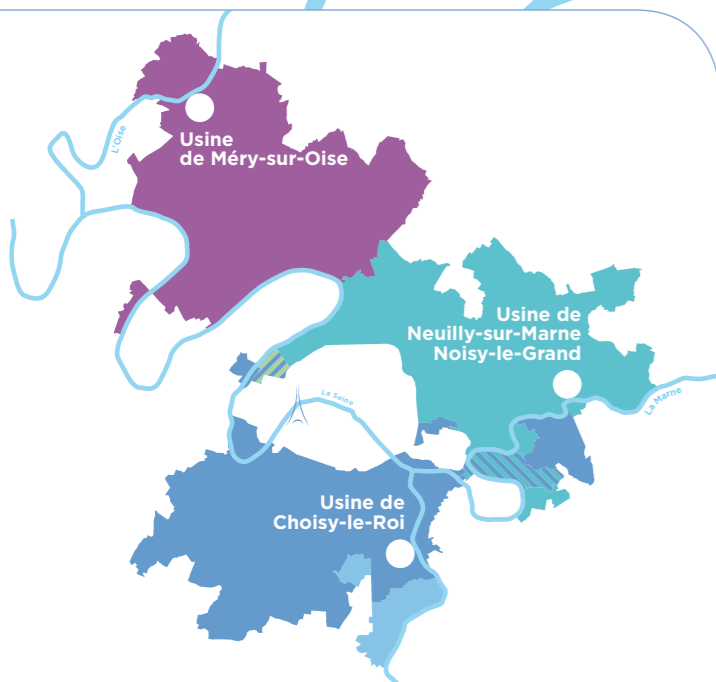 L'Oise
Usine
de Méry-sur-Oise
Usine de
Neuilly-sur-Marne
Noisy-le-Grand
La Seine
La Marne
Usine de
Choisy-le-Roi